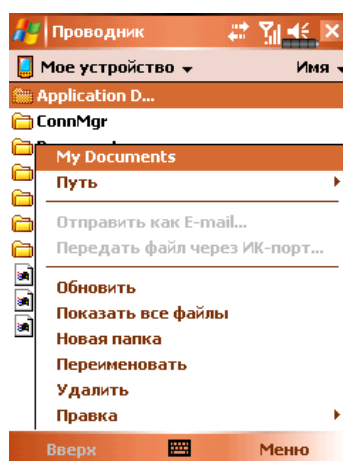 Проводник
Мое устройство Имя
Application D...
ConnMgr
My Documents
Путь
Отправить как E-mail...
Передать файл через ИК-порт...
Обновить
Показать все файлы
Новая папка
Переименовать
Удалить
Правка
Вверх Меню